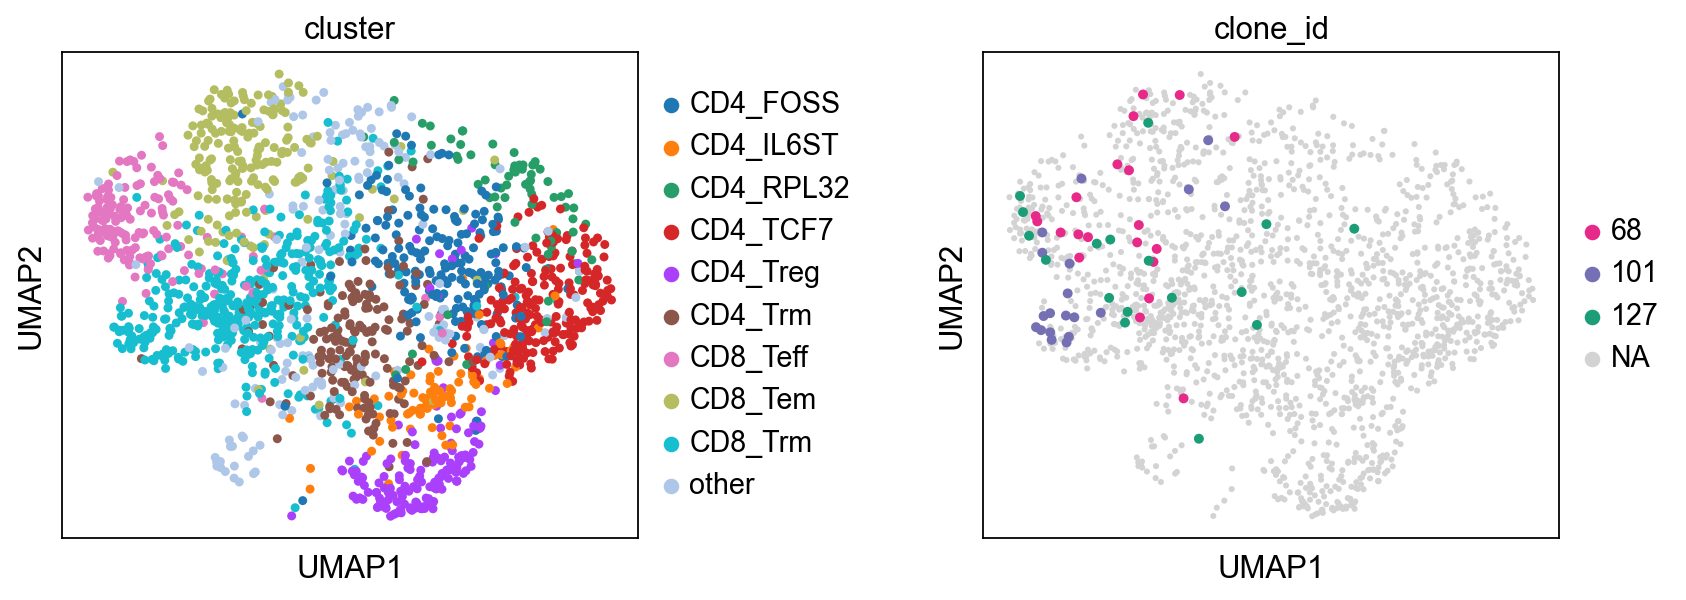 cluster
UMAP2
UMAP1
CD4_FOSS
CD4_IL6ST
CD4_RPL32
CD4_TCF7
CD4_Treg
CD4_Trm
CD8_Teff
CD8_Tem
CD8_Trm
other
clone_id
UMAP2
UMAP1
68
101
127
NA